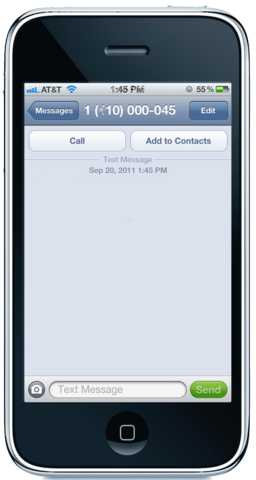 AT&T 1:45 PM 55%
Messages 1 (410) 000-045 Edit
Call Add to Contacts
Text Message
Sep 20, 2011 1:45 PM
Text Message Send